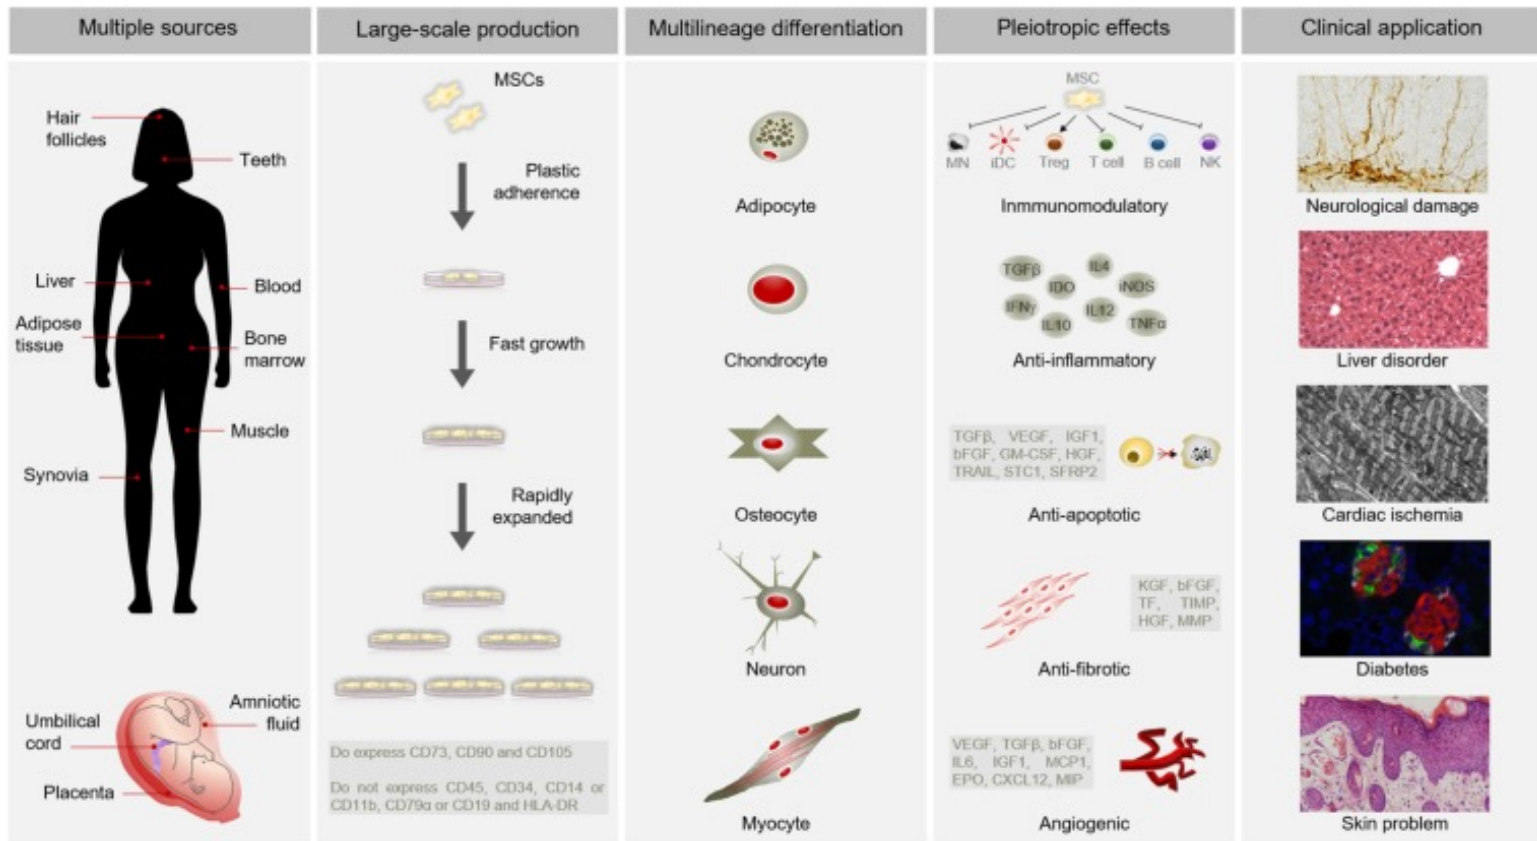 Multiple sources
Hair
follicles
Teeth
Liver
Blood
Adipose
tissue
Bone
marrow
Muscle
Synovia
Amniotic
fluid
Umbilical
cord
Placenta
Large-scale production
MSCs
Plastic
adherence
Fast growth
Rapidly
expanded
Do express CD73, CD90 and CD105
Do not express CD45, CD34, CD14 or
CD11b, CD79α or CD19 and HLA-DR
Multilineage differentiation
Adipocyte
Chondrocyte
Osteocyte
Neuron
Myocyte
Pleiotropic effects
MSC
MN iDC Treg T cell B cell NK
Inmmunomodulatory
TGFβ IL4
IDO iNOS
IFNγ IL12
IL10 TNFα
Anti-inflammatory
TGFβ, VEGF, IGF1,
bFGF, GM-CSF, HGF,
TRAIL, STC1, SFRP2
Anti-apoptotic
KGF, bFGF,
TF, TIMP,
HGF, MMP
Anti-fibrotic
VEGF, TGFβ, bFGF,
IL6, IGF1, MCP1,
EPO, CXCL12, MIP
Angiogenic
Clinical application
Neurological damage
Liver disorder
Cardiac ischemia
Diabetes
Skin problem